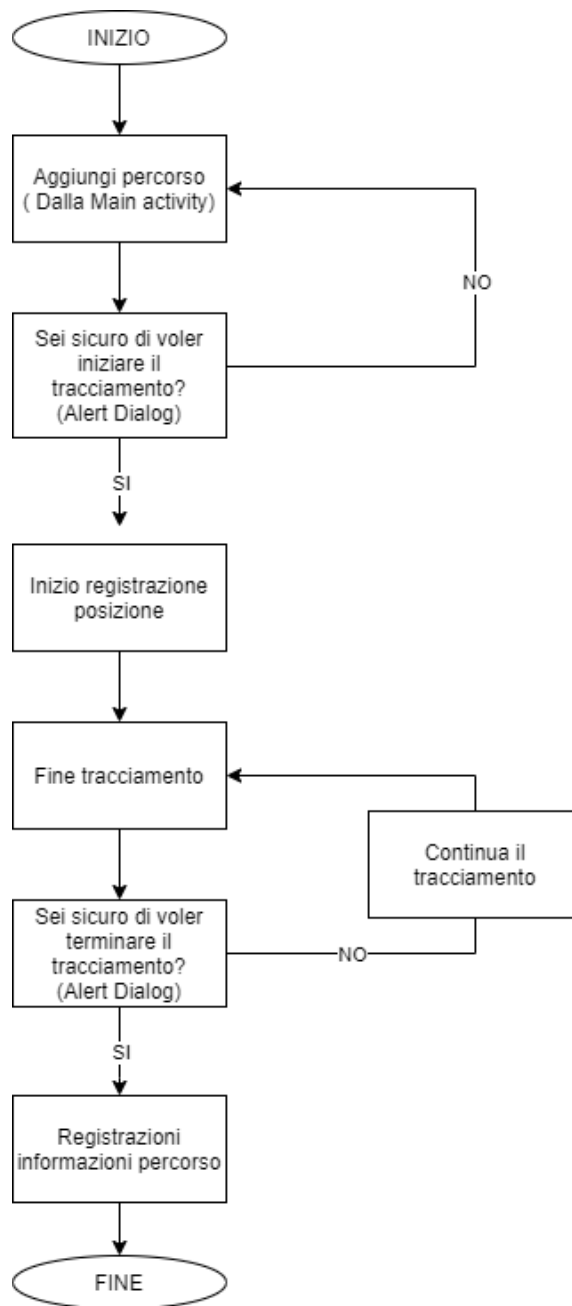 INIZIO
Aggiungi percorso
( Dalla Main activity)
NO
Sei sicuro di voler
iniziare il
tracciamento?
(Alert Dialog)
SI
Inizio registrazione
posizione
Fine tracciamento
Continua il
tracciamento
Sei sicuro di voler
terminare il
tracciamento?
(Alert Dialog)
NO
SI
Registrazioni
informazioni percorso
FINE